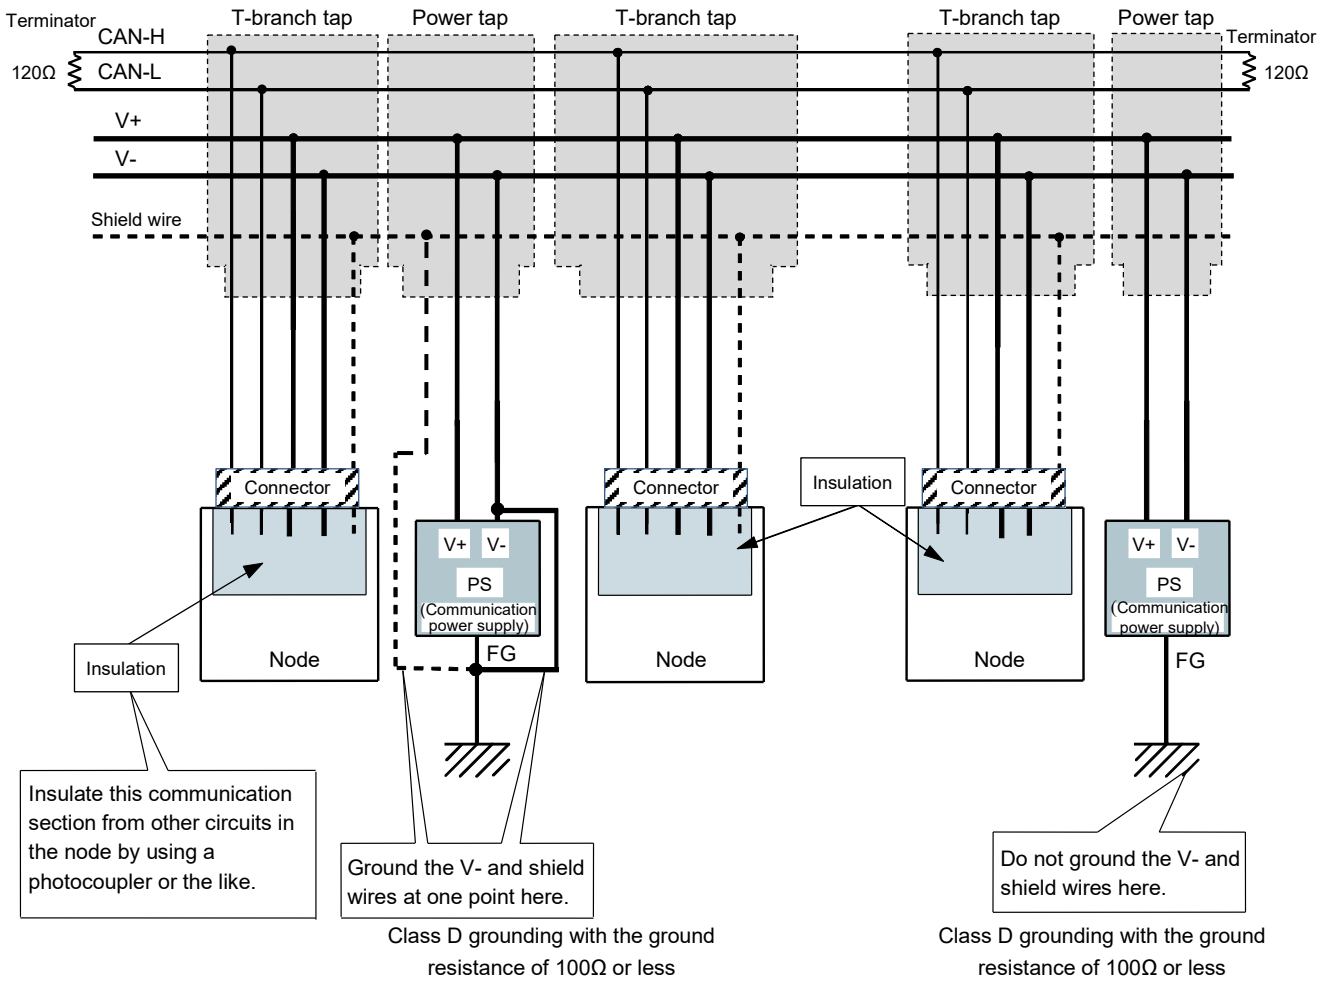 T-branch tap
Power tap
T-branch tap
T-branch tap
Power tap
Terminator
Terminator
CAN-H
120Ω
CAN-L
120Ω
V+
V-
Shield wire
Connector
Connector
Connector
Insulation
V+ V-
PS
(Communication
power supply)
V+ V-
PS
(Communication
power supply)
Insulation
Node
FG
Node
Node
FG
Insulate this communication
section from other circuits in
the node by using a
photocoupler or the like.
Ground the V- and shield
wires at one point here.
Do not ground the V- and
shield wires here.
Class D grounding with the ground
resistance of 100Ω or less
Class D grounding with the ground
resistance of 100Ω or less